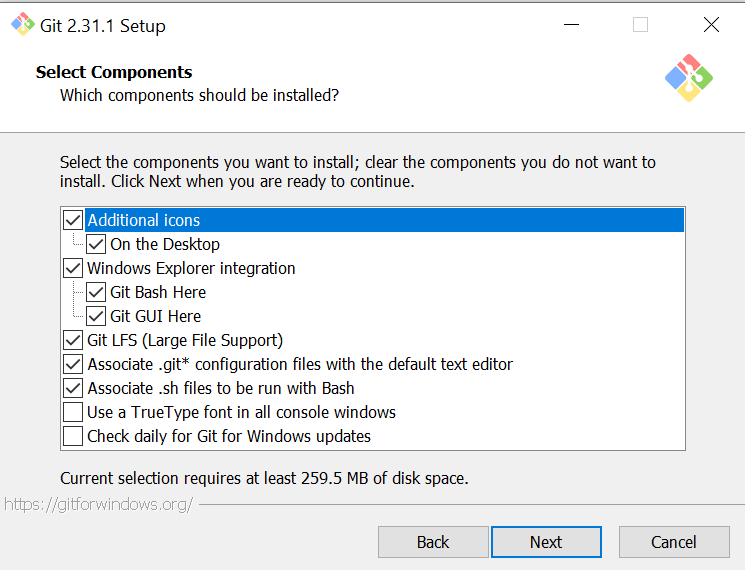 Git 2.31.1 Setup
Select Components
Which components should be installed?
Select the components you want to install; clear the components you do not want to
install. Click Next when you are ready to continue.
Additional icons
On the Desktop
Windows Explorer integration
Git Bash Here
Git GUI Here
Git LFS (Large File Support)
Associate .git* configuration files with the default text editor
Associate .sh files to be run with Bash
Use a TrueType font in all console windows
Check daily for Git for Windows updates
Current selection requires at least 259.5 MB of disk space.
https://gitforwindows.org/
Back Next Cancel